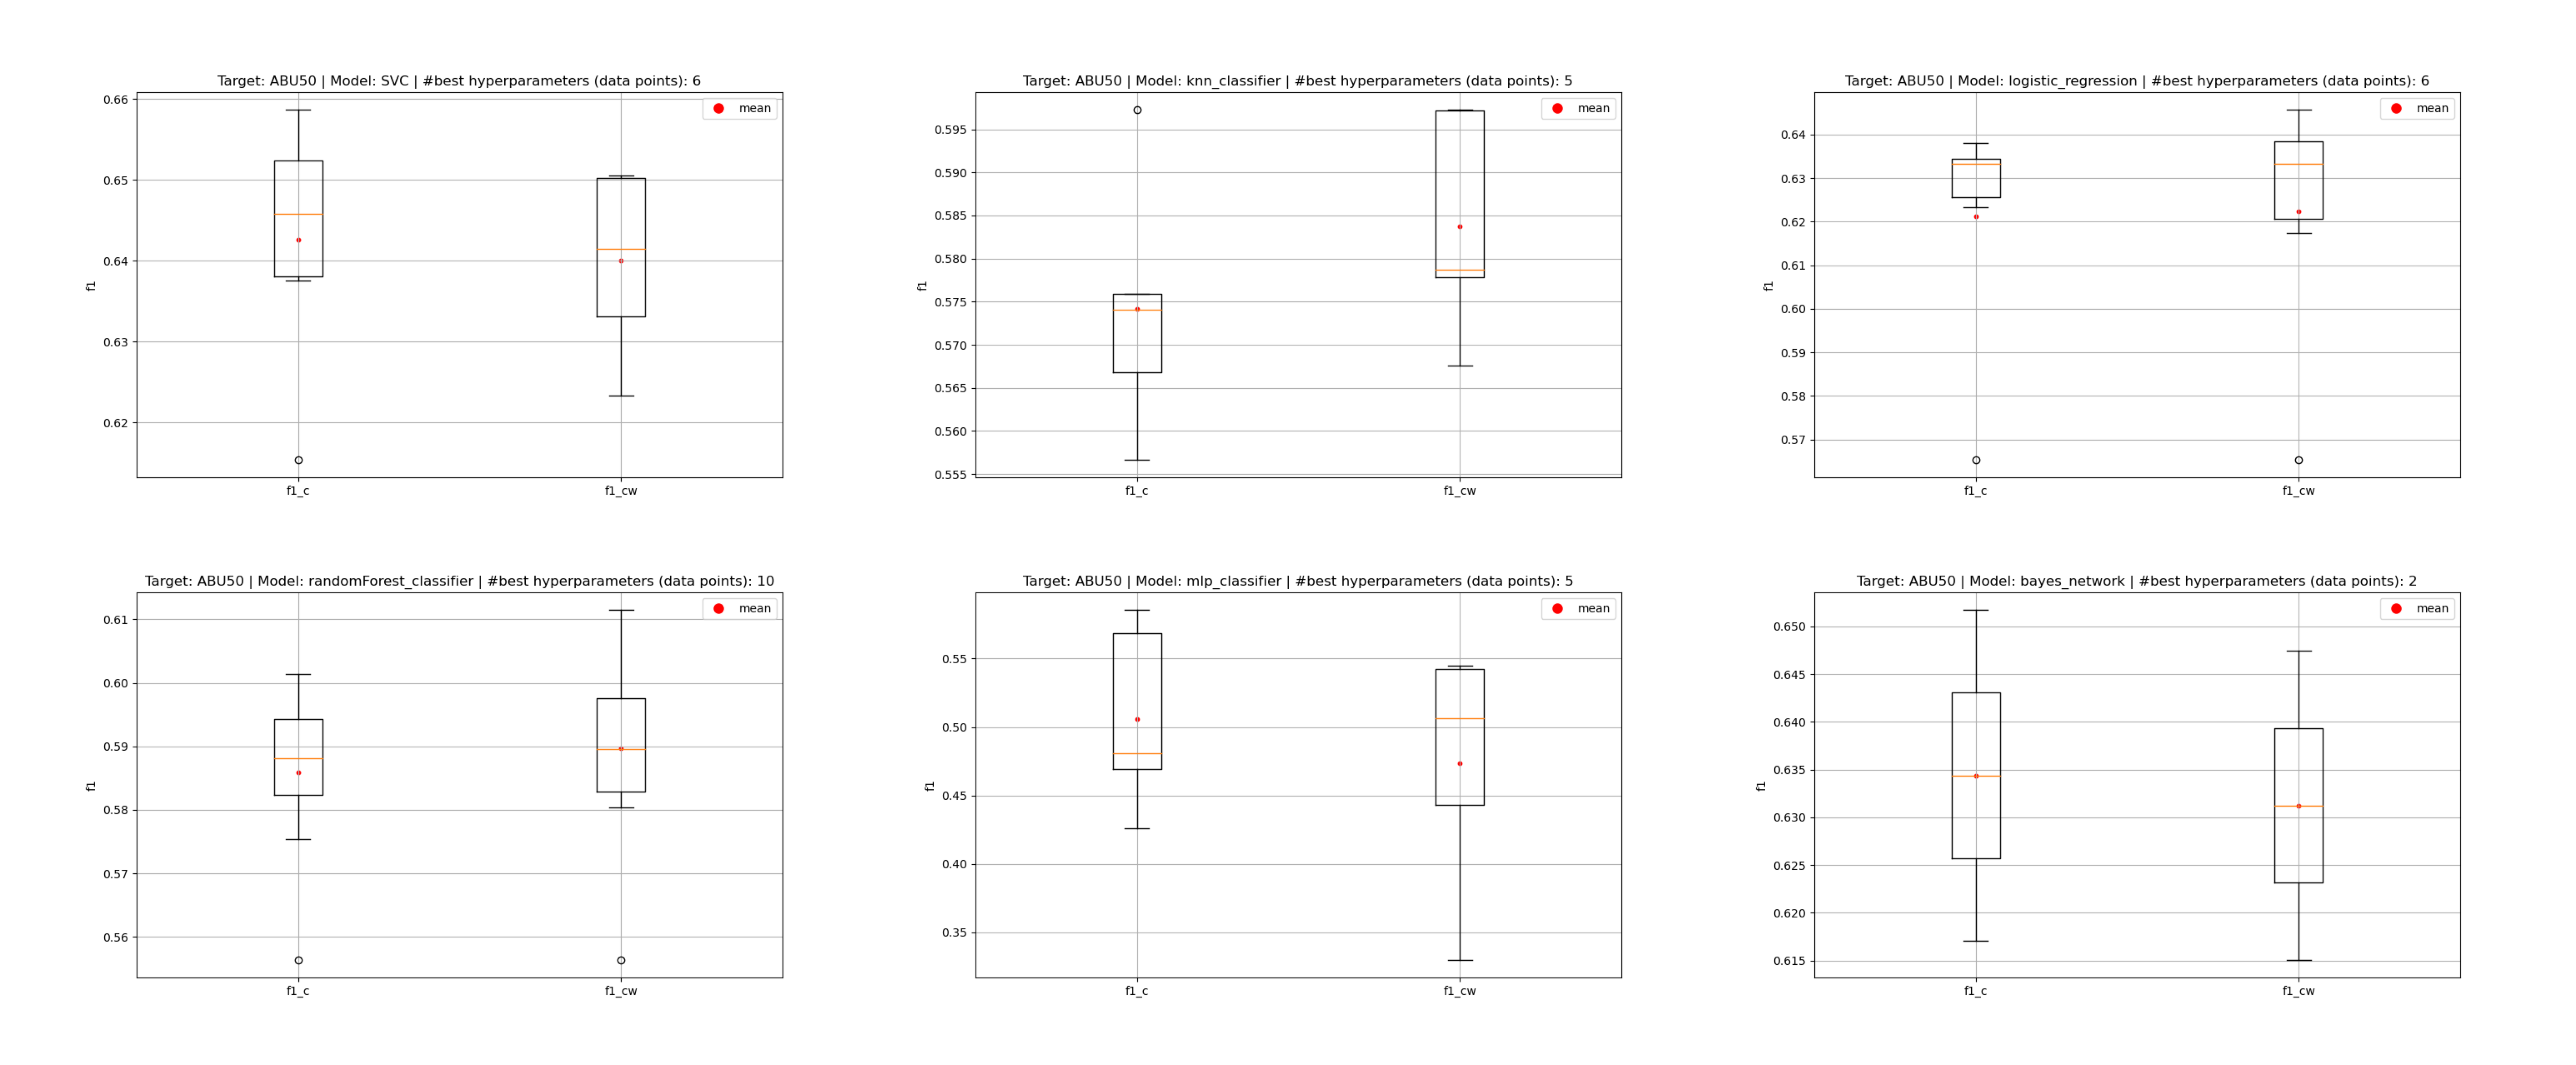 Target: ABU50 | Model: SVC | #best hyperparameters (data points): 6
mean
0.66
0.65
0.64
0.63
0.62
f1
f1_c
f1_cw
Target: ABU50 | Model: knn_classifier | #best hyperparameters (data points): 5
mean
0.595
0.590
0.585
0.580
0.575
0.570
0.565
0.560
0.555
f1
f1_c
f1_cw
Target: ABU50 | Model: logistic_regression | #best hyperparameters (data points): 6
mean
0.64
0.63
0.62
0.61
0.60
0.59
0.58
0.57
f1
f1_c
f1_cw
Target: ABU50 | Model: randomForest_classifier | #best hyperparameters (data points): 10
mean
0.61
0.60
0.59
0.58
0.57
0.56
f1
f1_c
f1_cw
Target: ABU50 | Model: mlp_classifier | #best hyperparameters (data points): 5
mean
0.55
0.50
0.45
0.40
0.35
f1
f1_c
f1_cw
Target: ABU50 | Model: bayes_network | #best hyperparameters (data points): 2
mean
0.650
0.645
0.640
0.635
0.630
0.625
0.620
0.615
f1
f1_c
f1_cw